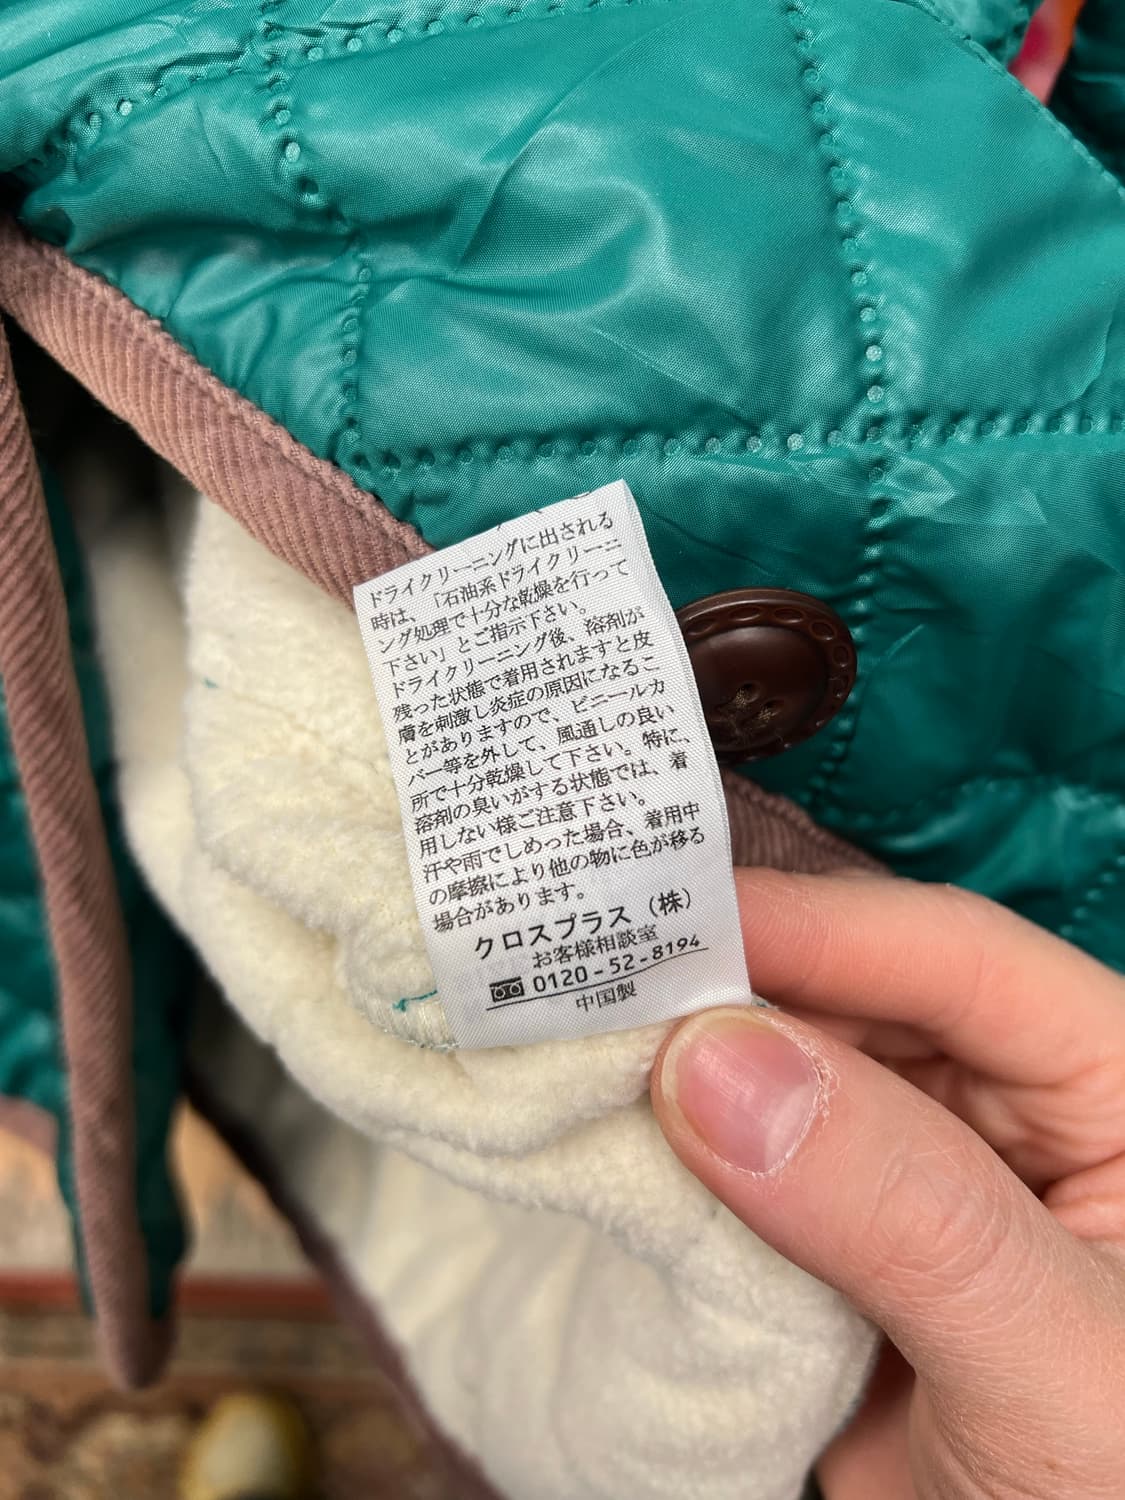 ドライクリーニングに出される
時は、「石油系ドライクリーニ
ング処理で十分な乾燥を行って
下さい」とご指示下さい。
ドライクリーニング後、溶剤が
残った状態で着用されますと皮
膚を刺激し炎症の原因になるこ
とがありますので、ビニールカ
バー等を外して、風通しの良い
所で十分乾燥して下さい。特に、
溶剤の臭いがする状態では、着
用しない様ご注意下さい。
汗や雨でしめった場合、着用中
の摩擦により他の物に色が移る
場合があります。
クロスプラス（株）
お客様相談室
0120-52-8194
中国製